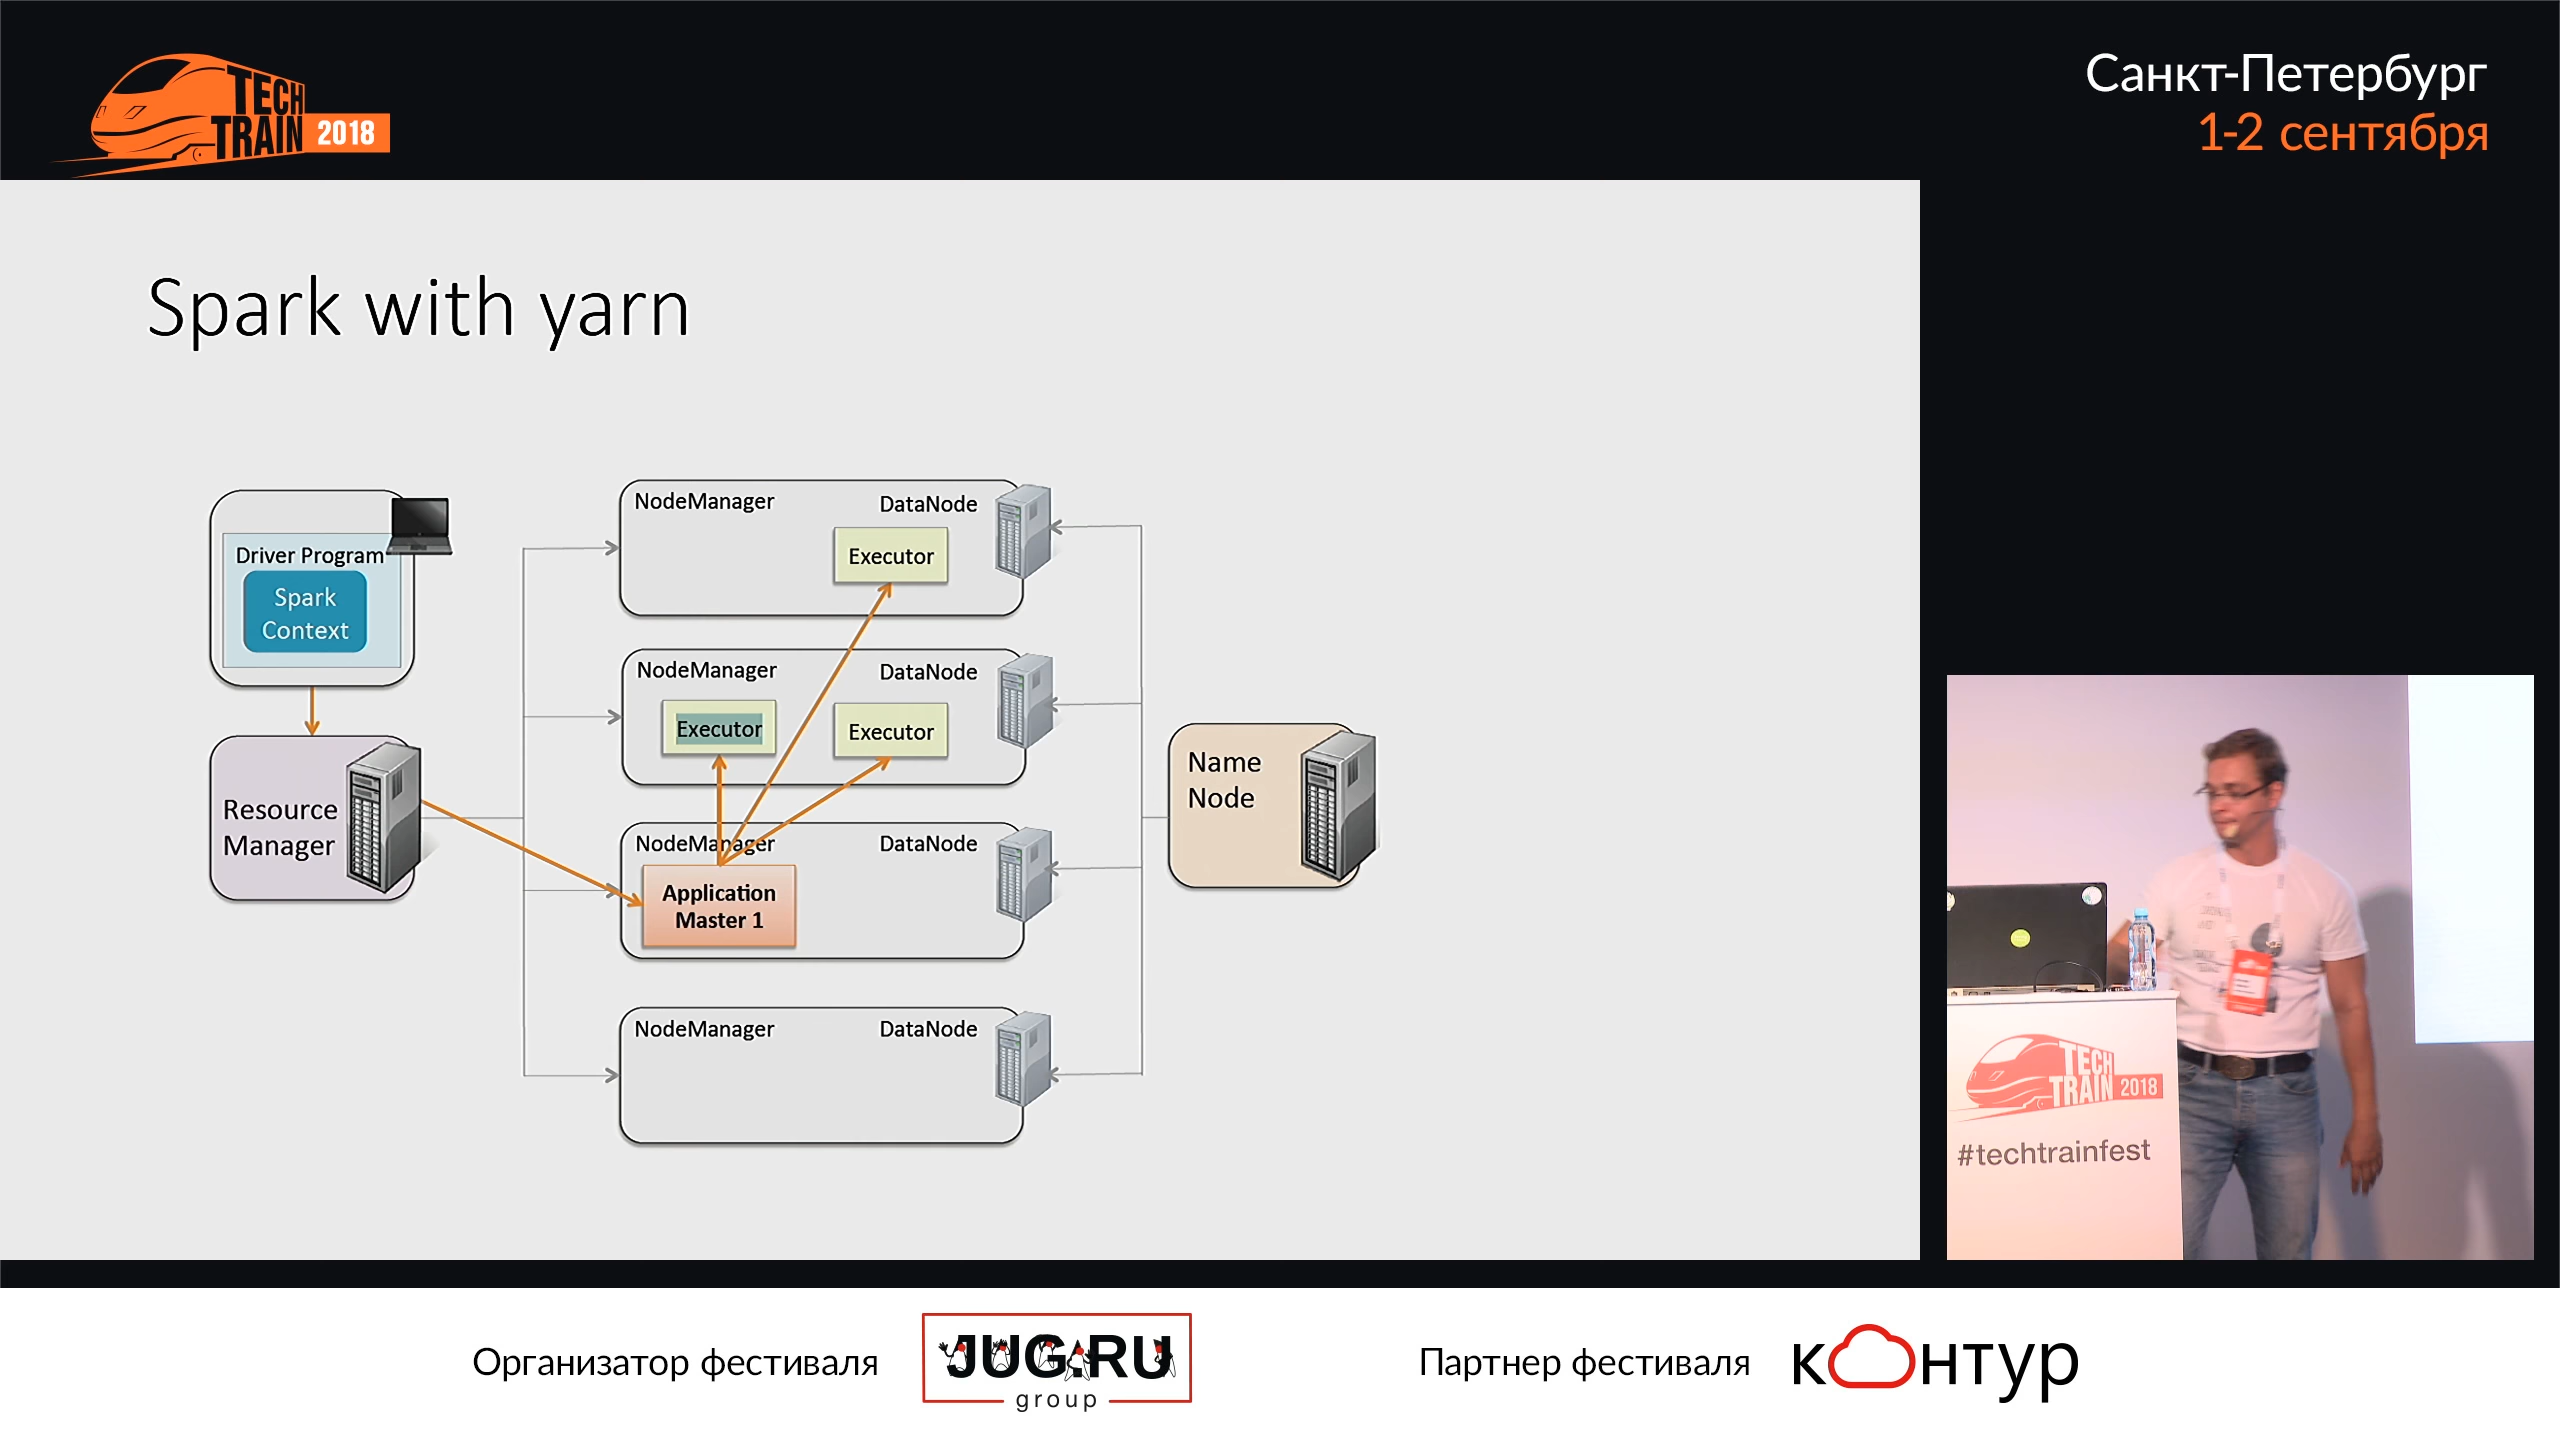 TECH
TRAIN 2018
Санкт-Петербург
1-2 сентября
Spark with yarn
Driver Program
Spark
Context
Resource
Manager
NodeManager DataNode
Executor
NodeManager DataNode
Executor Executor
NodeManager DataNode
Application
Master 1
NodeManager DataNode
Name
Node
TECH
TRAIN 2018
#techtrainfest
Организатор фестиваля
JUG.RU
group
Партнер фестиваля
контур